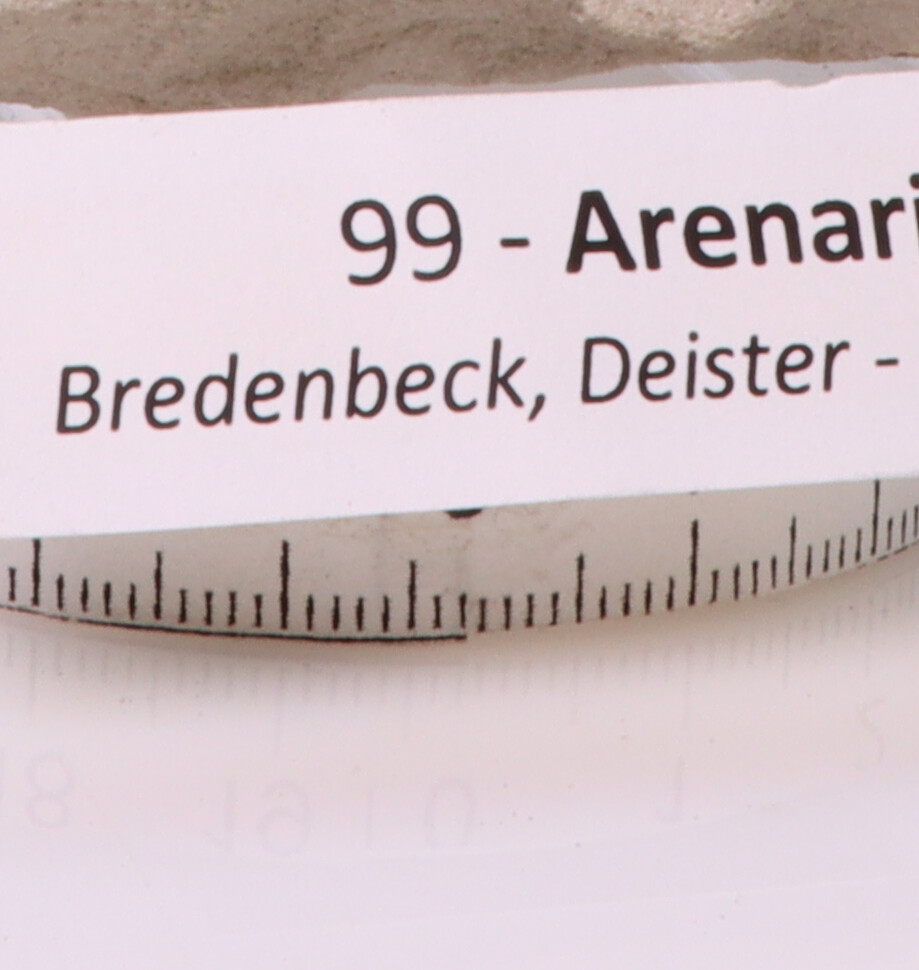 99 - Arenari
Bredenbeck, Deister -